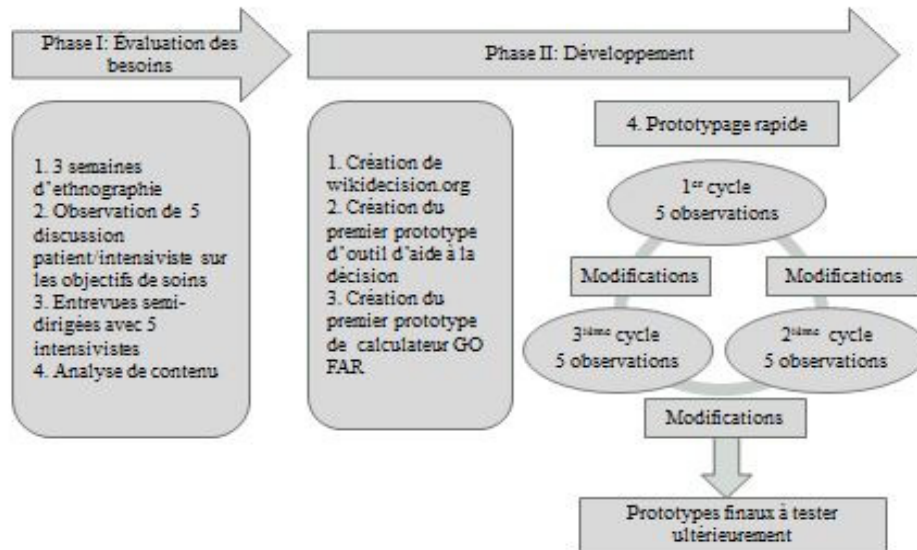 Phase I: Évaluation des
besoins
Phase II: Développement
1. 3 semaines
d'ethnographie
2. Observation de 5
discussion
patient/intensiviste sur
les objectifs de soins
3. Entrevues semi-
dirigées avec 5
intensivistes
4. Analyse de contenu
1. Création de
wikidecision.org
2. Création du
premier prototype
d'outil d'aide à la
décision
3. Création du
premier prototype
de calculateur GO
FAR
4. Prototypage rapide
1er cycle
5 observations
Modifications
Modifications
3ième cycle
5 observations
2ième cycle
5 observations
Modifications
Prototypes finaux à tester
ultérieurement